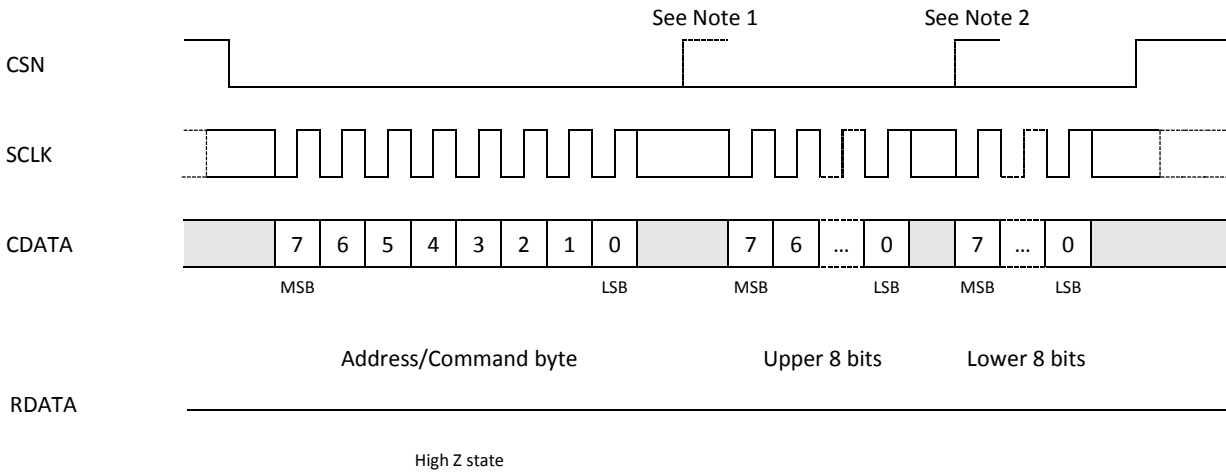 See Note 1 See Note 2
CSN
SCLK
CDATA 7 6 5 4 3 2 1 0 7 6 ... 0 7 ... 0
MSB LSB MSB LSB MSB LSB
Address/Command byte Upper 8 bits Lower 8 bits
RDATA
High Z state